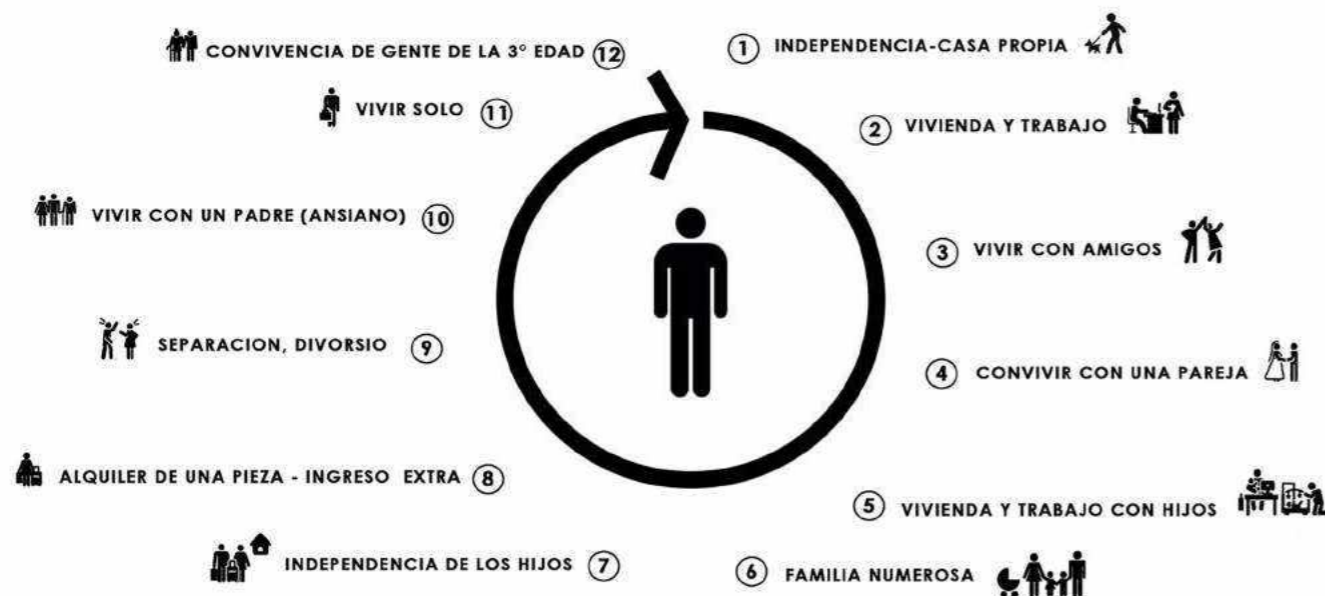 1 INDEPENDENCIA-CASA PROPIA
2 VIVIENDA Y TRABAJO
3 VIVIR CON AMIGOS
4 CONVIVIR CON UNA PAREJA
5 VIVIENDA Y TRABAJO CON HIJOS
6 FAMILIA NUMEROSA
INDEPENDENCIA DE LOS HIJOS 7
ALQUILER DE UNA PIEZA - INGRESO EXTRA 8
SEPARACION, DIVORSIO 9
VIVIR CON UN PADRE (ANSIANO) 10
VIVIR SOLO 11
CONVIVENCIA DE GENTE DE LA 3° EDAD 12